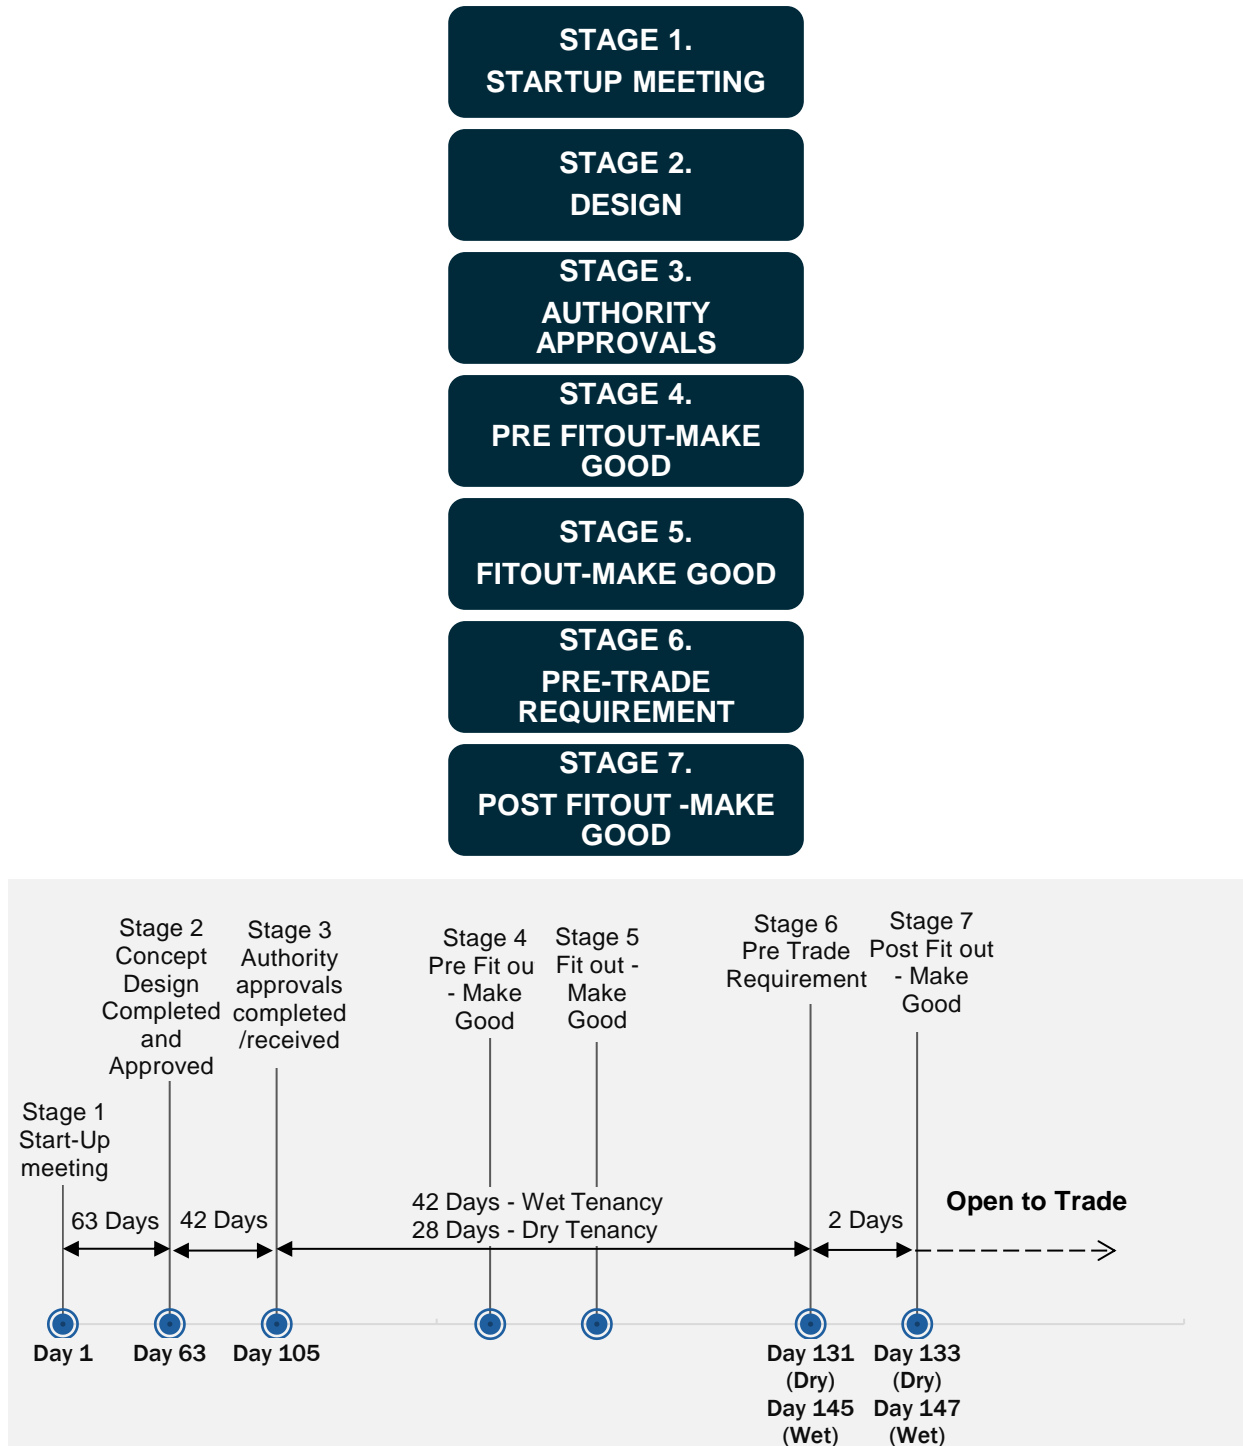 STAGE 1.
STARTUP MEETING
STAGE 2.
DESIGN
STAGE 3.
AUTHORITY
APPROVALS
STAGE 4.
PRE FITOUT-MAKE
GOOD
STAGE 5.
FITOUT-MAKE GOOD
STAGE 6.
PRE-TRADE
REQUIREMENT
STAGE 7.
POST FITOUT -MAKE
GOOD
Stage 1
Start-Up
meeting
Stage 2
Concept
Design
Completed
and
Approved
Stage 3
Authority
approvals
completed
/received
Stage 4
Pre Fit ou
- Make
Good
Stage 5
Fit out -
Make
Good
Stage 6
Pre Trade
Requirement
Stage 7
Post Fit out
- Make
Good
63 Days
42 Days
42 Days - Wet Tenancy
28 Days - Dry Tenancy
2 Days
Open to Trade
Day 1
Day 63
Day 105
Day 131
(Dry)
Day 145
(Wet)
Day 133
(Dry)
Day 147
(Wet)